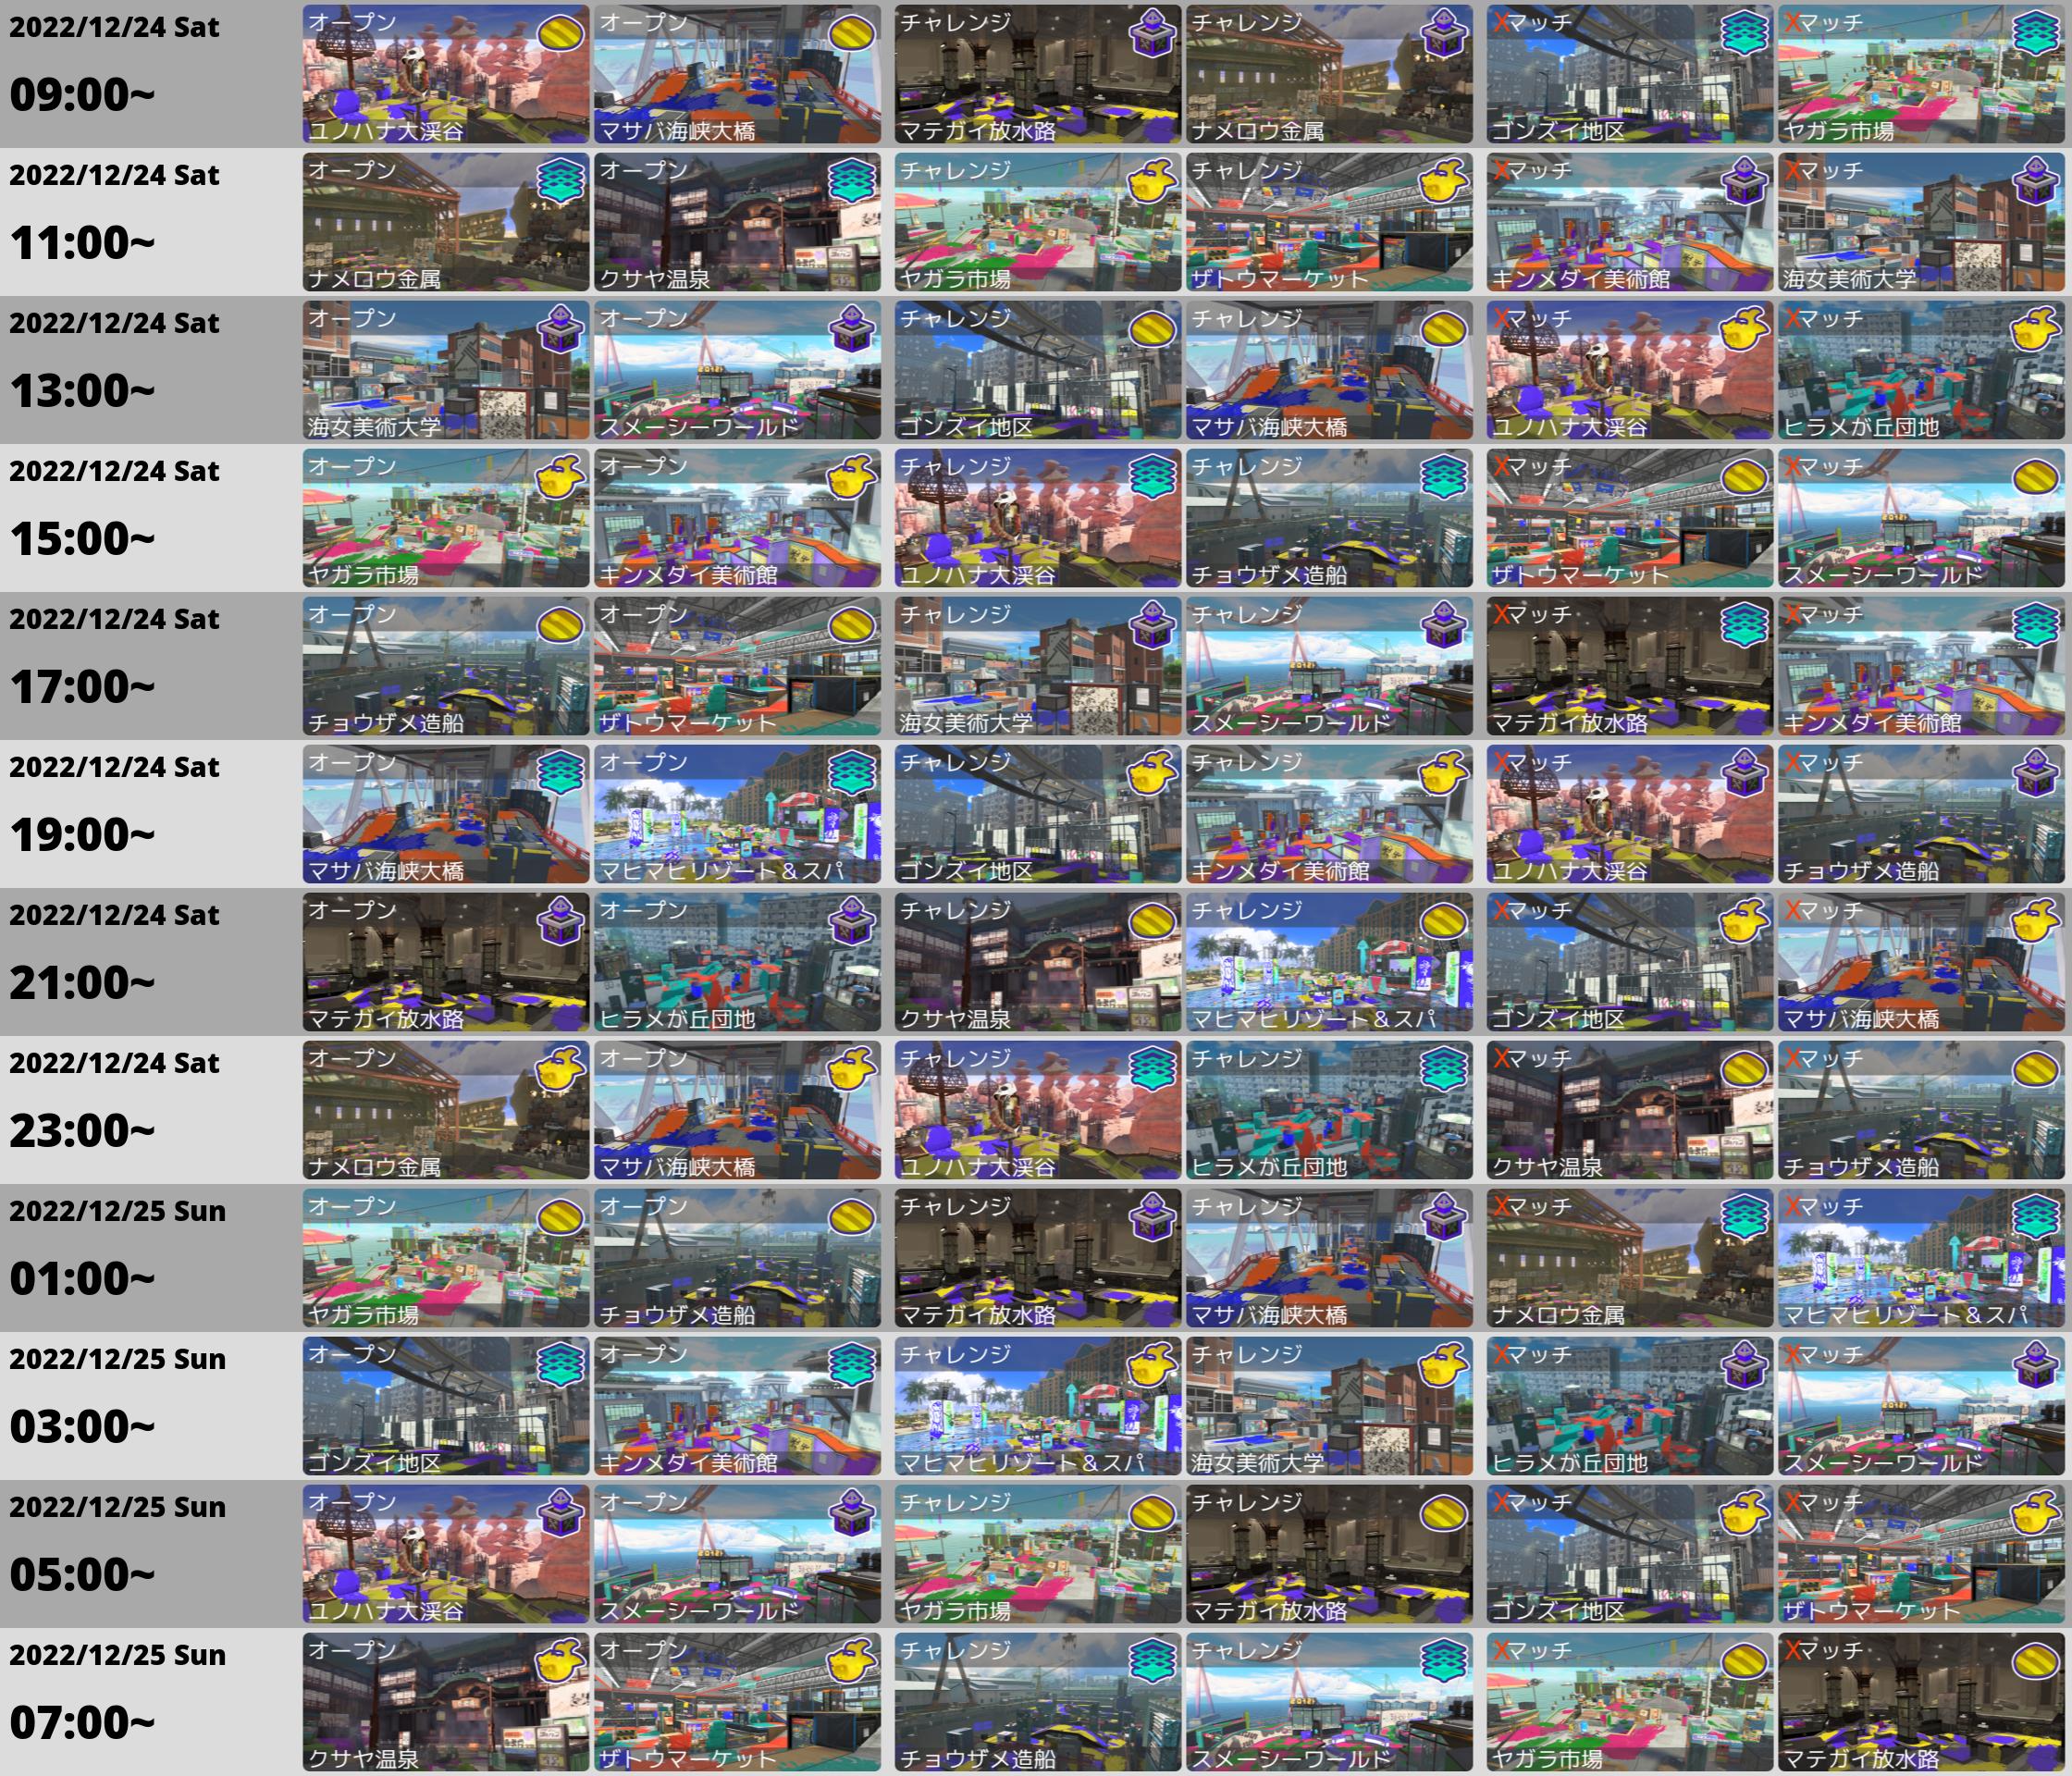 2022/12/24 Sat
09:00~
オープン オープン チャレンジ チャレンジ Xマッチ Xマッチ
ユノハナ大渓谷 マサバ海峡大橋 マテガイ放水路 ナメロウ金属 ゴンズイ地区 ヤガラ市場
2022/12/24 Sat
11:00~
オープン オープン チャレンジ チャレンジ Xマッチ Xマッチ
ナメロウ金属 クサヤ温泉 ヤガラ市場 ザトウマーケット キンメダイ美術館 海女美術大学
2022/12/24 Sat
13:00~
オープン オープン チャレンジ チャレンジ Xマッチ Xマッチ
海女美術大学 スメーシーワールド ゴンズイ地区 マサバ海峡大橋 ユノハナ大渓谷 ヒラメが丘団地
2022/12/24 Sat
15:00~
オープン オープン チャレンジ チャレンジ Xマッチ Xマッチ
ヤガラ市場 キンメダイ美術館 ユノハナ大渓谷 チョウザメ造船 ザトウマーケット スメーシーワールド
2022/12/24 Sat
17:00~
オープン オープン チャレンジ チャレンジ Xマッチ Xマッチ
チョウザメ造船 ザトウマーケット 海女美術大学 スメーシーワールド マテガイ放水路 キンメダイ美術館
2022/12/24 Sat
19:00~
オープン オープン チャレンジ チャレンジ Xマッチ Xマッチ
マサバ海峡大橋 マヒマヒリゾート＆スパ ゴンズイ地区 キンメダイ美術館 ユノハナ大渓谷 チョウザメ造船
2022/12/24 Sat
21:00~
オープン オープン チャレンジ チャレンジ Xマッチ Xマッチ
マテガイ放水路 ヒラメが丘団地 クサヤ温泉 マヒマヒリゾート＆スパ ゴンズイ地区 マサバ海峡大橋
2022/12/24 Sat
23:00~
オープン オープン チャレンジ チャレンジ Xマッチ Xマッチ
ナメロウ金属 マサバ海峡大橋 ユノハナ大渓谷 ヒラメが丘団地 クサヤ温泉 チョウザメ造船
2022/12/25 Sun
01:00~
オープン オープン チャレンジ チャレンジ Xマッチ Xマッチ
ヤガラ市場 チョウザメ造船 マテガイ放水路 マサバ海峡大橋 ナメロウ金属 マヒマヒリゾート＆スパ
2022/12/25 Sun
03:00~
オープン オープン チャレンジ チャレンジ Xマッチ Xマッチ
ゴンズイ地区 キンメダイ美術館 マヒマヒリゾート＆スパ 海女美術大学 ヒラメが丘団地 スメーシーワールド
2022/12/25 Sun
05:00~
オープン オープン チャレンジ チャレンジ Xマッチ Xマッチ
ユノハナ大渓谷 スメーシーワールド ヤガラ市場 マテガイ放水路 ゴンズイ地区 ザトウマーケット
2022/12/25 Sun
07:00~
オープン オープン チャレンジ チャレンジ Xマッチ Xマッチ
クサヤ温泉 ザトウマーケット チョウザメ造船 スメーシーワールド ヤガラ市場 マテガイ放水路